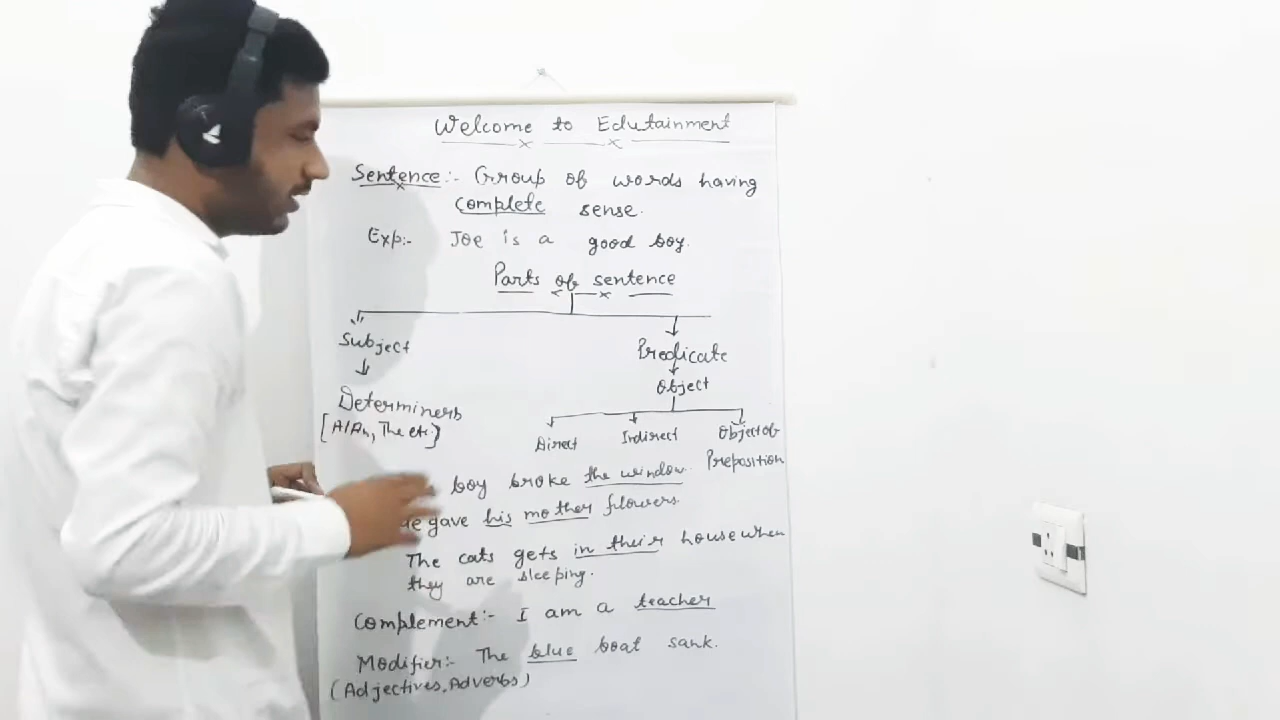 Welcome to Edutainment
Sentence:- Group of words having
complete sense.
Exp:- Joe is a good boy.
Parts of sentence
Subject
Predicate
Object
Determiners
[A/An, The etc.]
Direct Indirect Object of
Preposition
boy broke the window.
gave his mother flowers.
The cats gets in their house when
they are sleeping.
Complement:- I am a teacher
Modifier:- The blue boat sank.
(Adjectives, Adverbs)